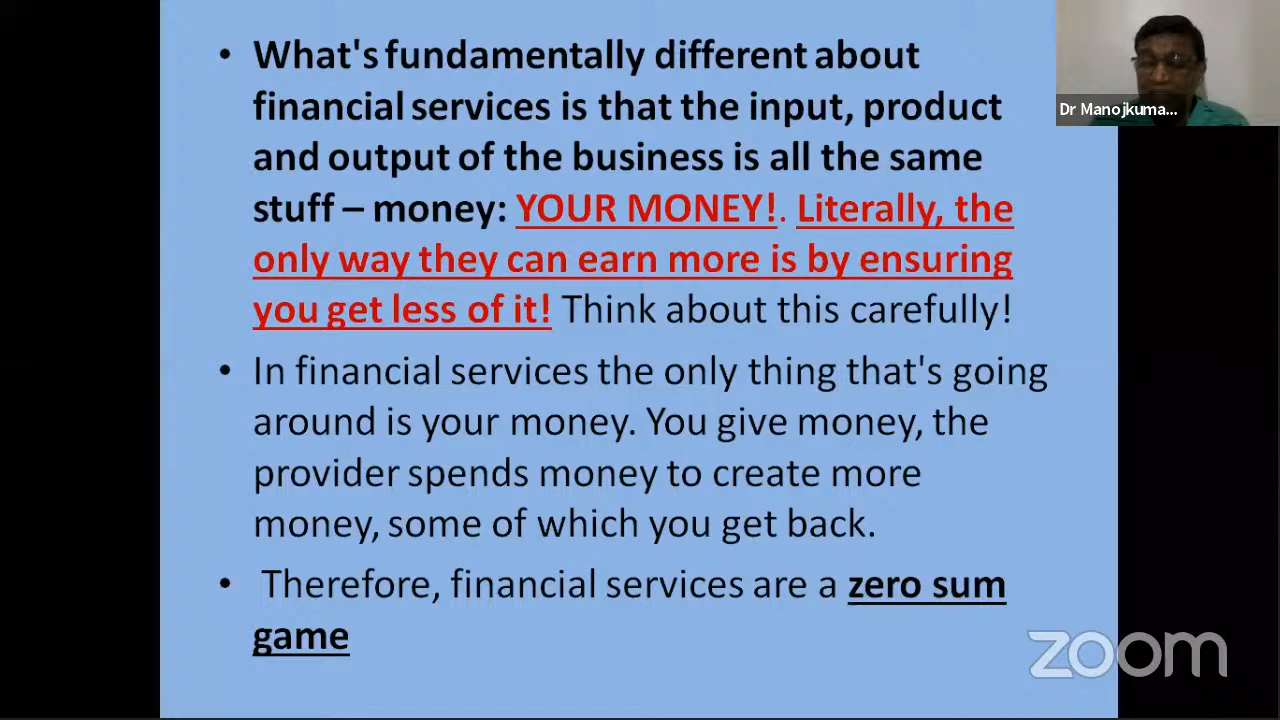 • What's fundamentally different about
financial services is that the input, product
and output of the business is all the same
stuff – money: YOUR MONEY!. Literally, the
only way they can earn more is by ensuring
you get less of it! Think about this carefully!
• In financial services the only thing that's going
around is your money. You give money, the
provider spends money to create more
money, some of which you get back.
• Therefore, financial services are a zero sum
game
Dr Manojkuma...
zoom